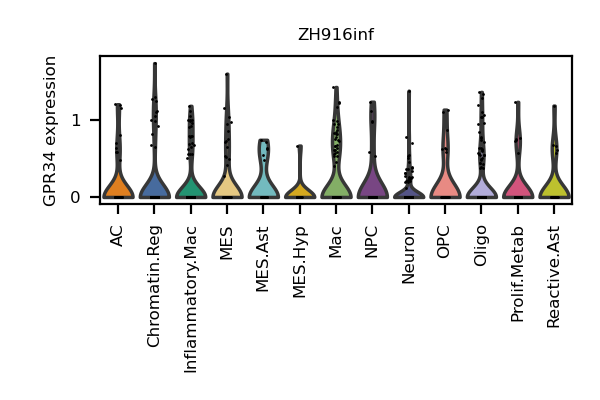 ZH916inf
GPR34 expression
1
0
AC
Chromatin.Reg
Inflammatory.Mac
MES
MES.Ast
MES.Hyp
Mac
NPC
Neuron
OPC
Oligo
Prolif.Metab
Reactive.Ast